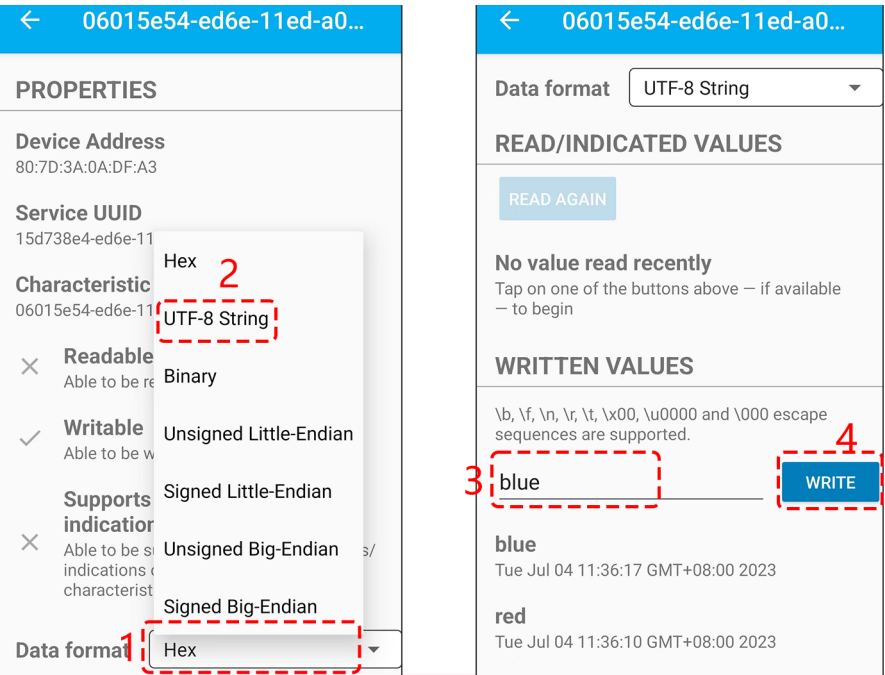 06015e54-ed6e-11ed-a0...
PROPERTIES
Device Address
80:7D:3A:0A:DF:A3
Service UUID
15d738e4-ed6e-11
Characteristic
06015e54-ed6e-11
Readable
Able to be re
Writable
Able to be w
Supports
indication
Able to be s
s/
indications
characterist
Hex
2
UTF-8 String
Binary
Unsigned Little-Endian
Signed Little-Endian
Unsigned Big-Endian
Signed Big-Endian
Data format
1
Hex
06015e54-ed6e-11ed-a0...
Data format
UTF-8 String
READ/INDICATED VALUES
READ AGAIN
No value read recently
Tap on one of the buttons above — if available
— to begin
WRITTEN VALUES
\b, \f, \n, \r, \t, \x00, \u0000 and \000 escape
sequences are supported.
4
3
blue
WRITE
blue
Tue Jul 04 11:36:17 GMT+08:00 2023
red
Tue Jul 04 11:36:10 GMT+08:00 2023